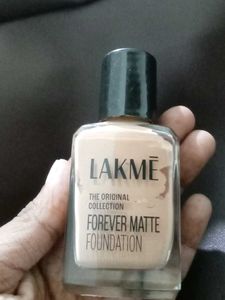 LAKMĒ
THE ORIGINAL
COLLECTION
FOREVER MATTE
FOUNDATION